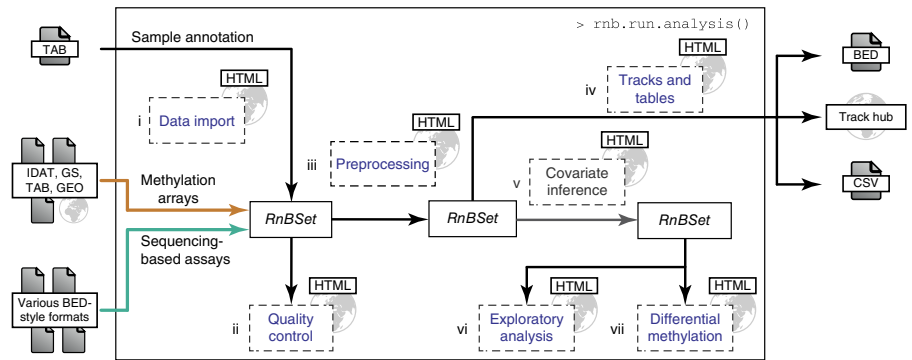 > rnb.run.analysis()
TAB
Sample annotation
HTML
i
Data import
HTML
iii
Preprocessing
HTML
iv
Tracks and
tables
HTML
v
Covariate
inference
BED
Track hub
CSV
IDAT, GS,
TAB, GEO
Methylation
arrays
Sequencing-
based assays
RnBSet
RnBSet
RnBSet
Various BED-
style formats
HTML
ii
Quality
control
HTML
vi
Exploratory
analysis
HTML
vii
Differential
methylation